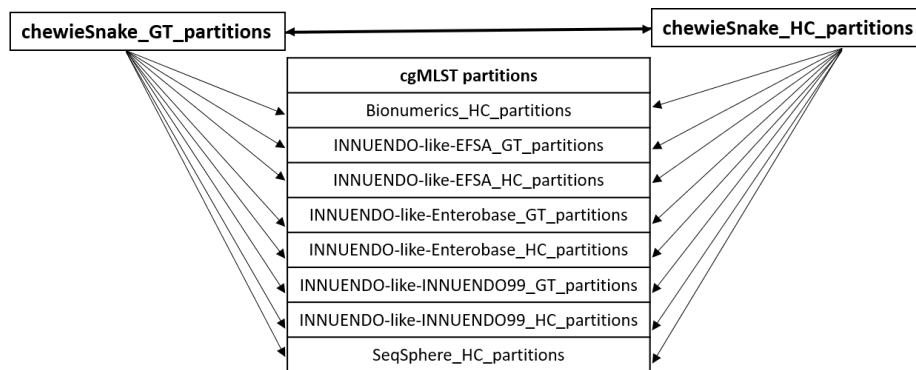 chewieSnake_GT_partitions
chewieSnake_HC_partitions
cgMLST partitions
Bionumerics_HC_partitions
INNUENDO-like-EFSA_GT_partitions
INNUENDO-like-EFSA_HC_partitions
INNUENDO-like-Enterobase_GT_partitions
INNUENDO-like-Enterobase_HC_partitions
INNUENDO-like-INNUENDO99_GT_partitions
INNUENDO-like-INNUENDO99_HC_partitions
SeqSphere_HC_partitions